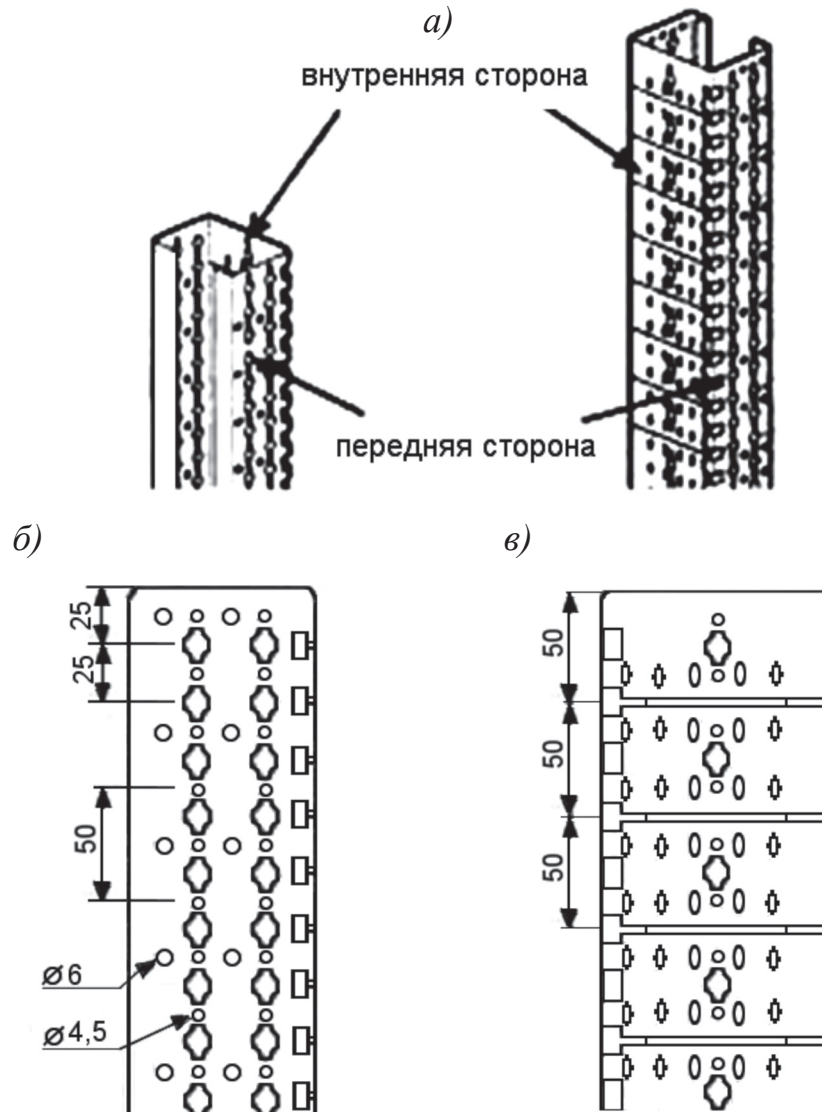 а)
внутренняя сторона
передняя сторона
б)
в)
25
25
50
Ø6
Ø4,5
50
50
50